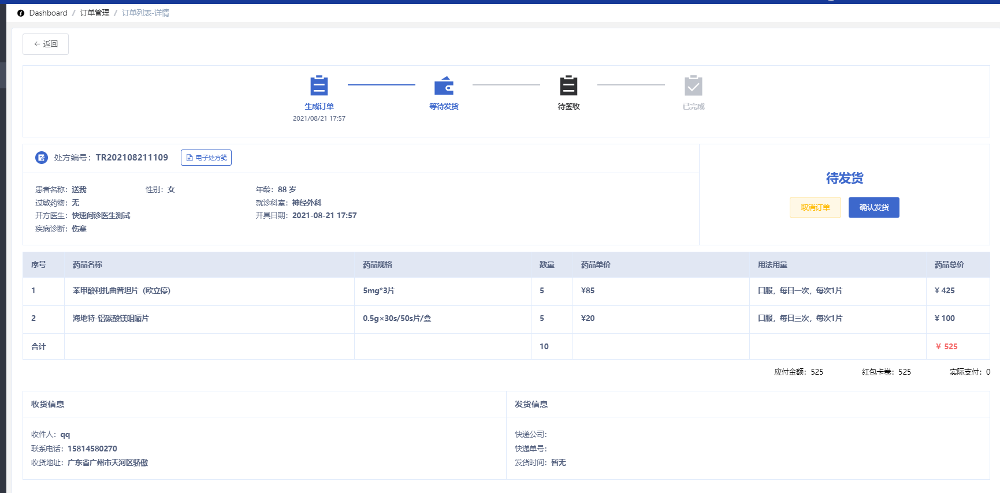 Dashboard / 订单管理 / 订单列表-详情
← 返回
生成订单 等待发货 待签收 已完成
2021/08/21 17:57
处方编号：TR202108211109 电子处方笺
患者名称：送我 性别：女 年龄：88 岁
过敏药物：无 就诊科室：神经外科
开方医生：快速问诊医生测试 开具日期：2021-08-21 17:57
疾病诊断：伤寒
待发货
取消订单 确认发货
序号 药品名称 药品规格 数量 药品单价 用法用量 药品总价
1 苯甲酸利扎曲普坦片（欧立停） 5mg*3片 5 ¥85 口服，每日一次，每次1片 ¥ 425
2 海地特-铝碳酸镁咀嚼片 0.5g×30s/50s片/盒 5 ¥20 口服，每日三次，每次1片 ¥ 100
合计 10 ¥ 525
应付金额：525 红包卡卷：525 实际支付：0
收货信息
收件人：qq
联系电话：15814580270
收货地址：广东省广州市天河区骄傲
发货信息
快递公司：
快递单号：
发货时间：暂无